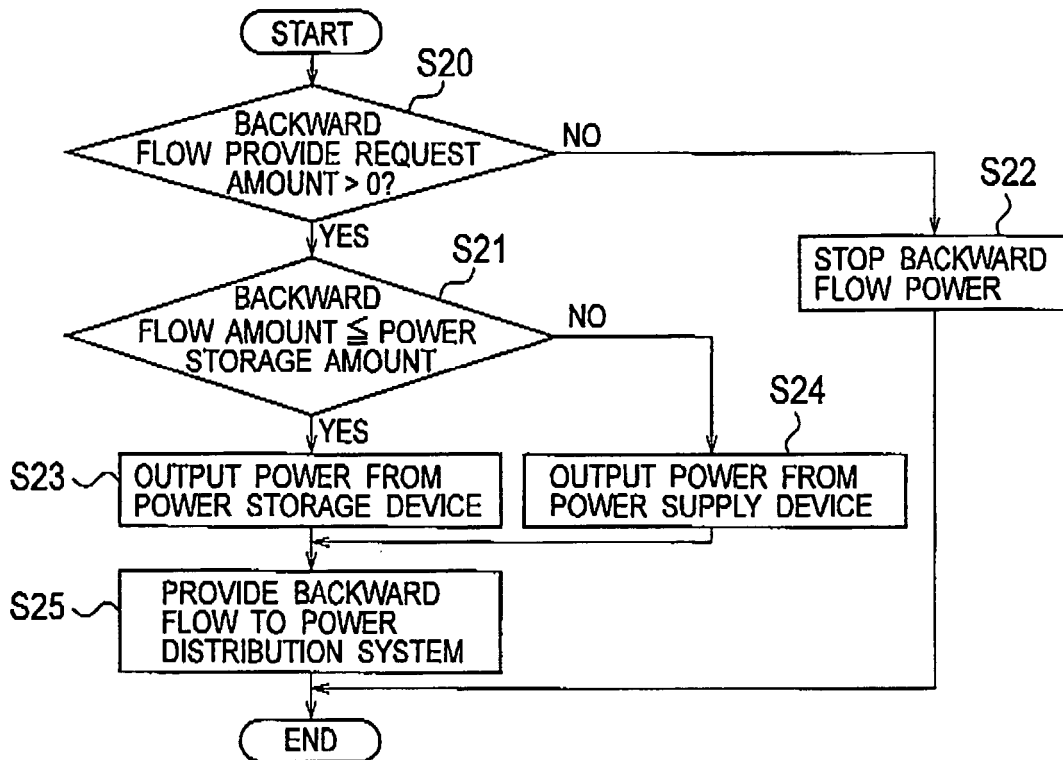 START
S20
BACKWARD
FLOW PROVIDE REQUEST
AMOUNT > 0?
NO
YES
S22
STOP BACKWARD
FLOW POWER
S21
BACKWARD
FLOW AMOUNT ≦ POWER
STORAGE AMOUNT
NO
YES
S23
OUTPUT POWER FROM
POWER STORAGE DEVICE
S24
OUTPUT POWER FROM
POWER SUPPLY DEVICE
S25
PROVIDE BACKWARD
FLOW TO POWER
DISTRIBUTION SYSTEM
END